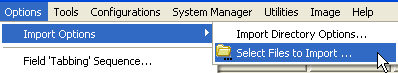 Options Tools Configurations System Manager Utilities Image Help
Import Options Import Directory Options...
Select Files to Import ...
Field 'Tabbing' Sequence...